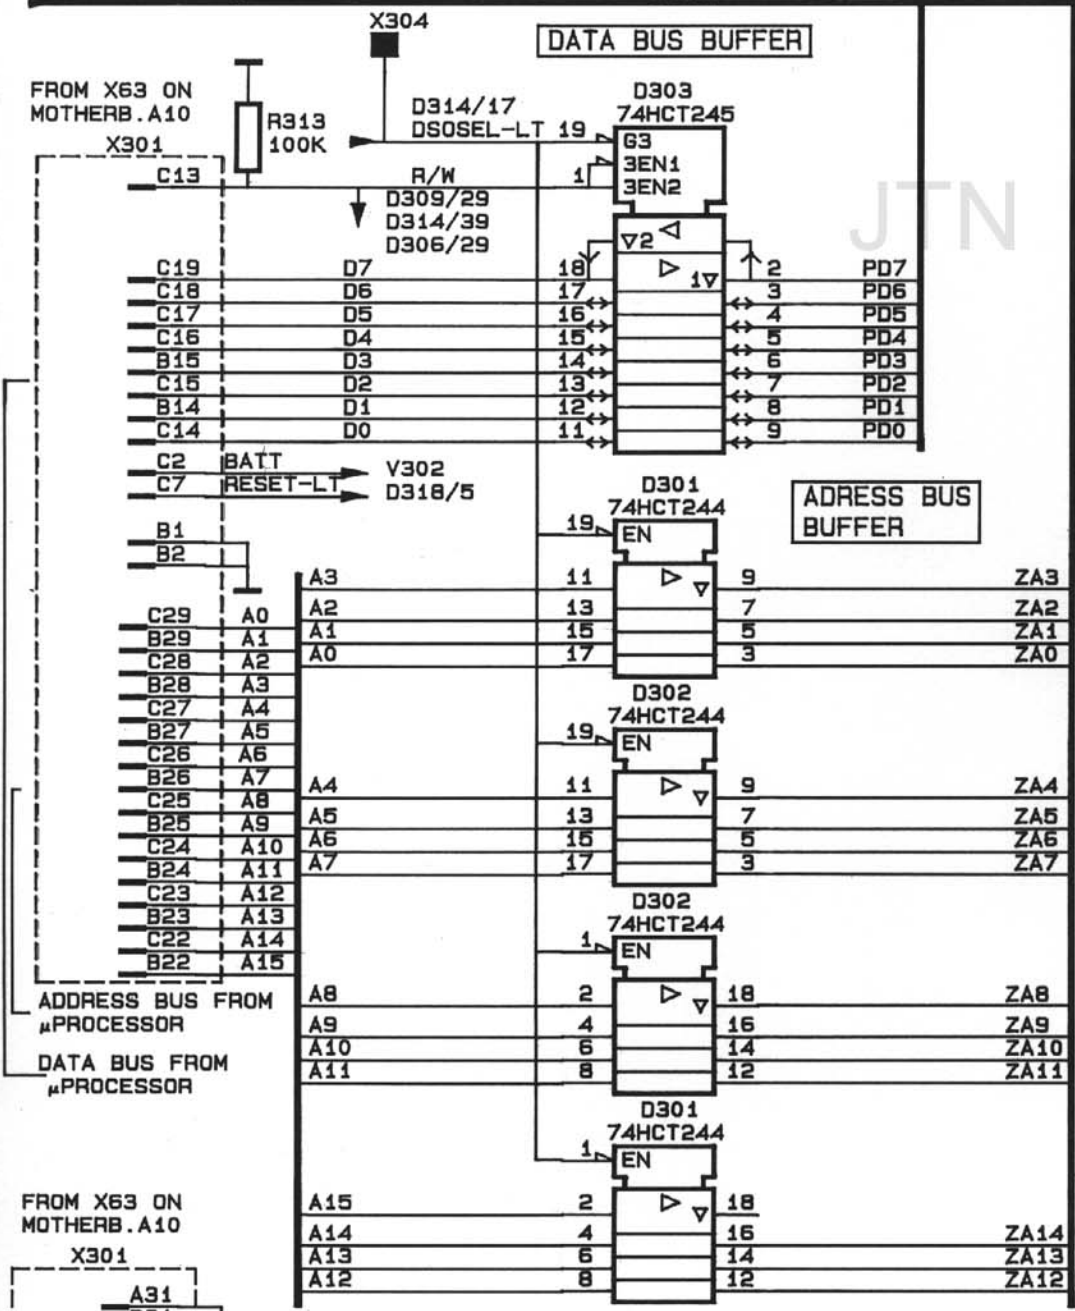 X304
DATA BUS BUFFER
FROM X63 ON
MOTHERB.A10
X301
R313
100K
D314/17
DSOSEL-LT 19
D303
74HCT245
G3
3EN1
3EN2
C13 R/W 1
D309/29
D314/39
D306/29
JTN
▽2
1▽
C19 D7 18 2 PD7
C18 D6 17 3 PD6
C17 D5 16 4 PD5
C16 D4 15 5 PD4
B15 D3 14 6 PD3
C15 D2 13 7 PD2
B14 D1 12 8 PD1
C14 D0 11 9 PD0
C2 BATT V302
C7 RESET-LT D318/5
B1
B2
ADRESS BUS
BUFFER
D301
74HCT244
19 EN
A3 11 9 ZA3
A2 13 7 ZA2
A1 15 5 ZA1
A0 17 3 ZA0
C29 A0
B29 A1
C28 A2
B28 A3
C27 A4
B27 A5
C26 A6
B26 A7
C25 A8
B25 A9
C24 A10
B24 A11
C23 A12
B23 A13
C22 A14
B22 A15
D302
74HCT244
19 EN
A4 11 9 ZA4
A5 13 7 ZA5
A6 15 5 ZA6
A7 17 3 ZA7
D302
74HCT244
1 EN
A8 2 18 ZA8
A9 4 16 ZA9
A10 6 14 ZA10
A11 8 12 ZA11
ADDRESS BUS FROM
µPROCESSOR
DATA BUS FROM
µPROCESSOR
D301
74HCT244
1 EN
A15 2 18
A14 4 16 ZA14
A13 6 14 ZA13
A12 8 12 ZA12
FROM X63 ON
MOTHERB.A10
X301
A31